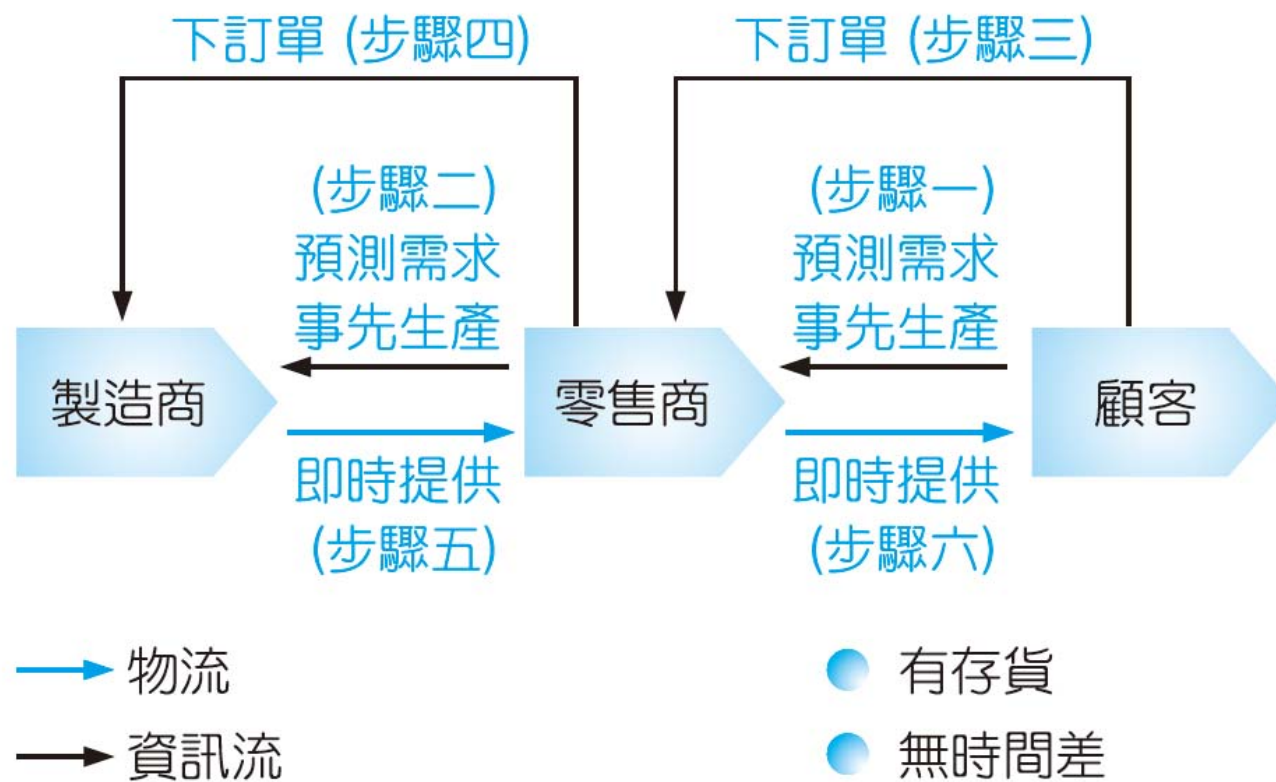 下訂單 (步驟四)
下訂單 (步驟三)
(步驟二)
預測需求
事先生產
(步驟一)
預測需求
事先生產
製造商
零售商
顧客
即時提供
(步驟五)
即時提供
(步驟六)
物流
資訊流
有存貨
無時間差